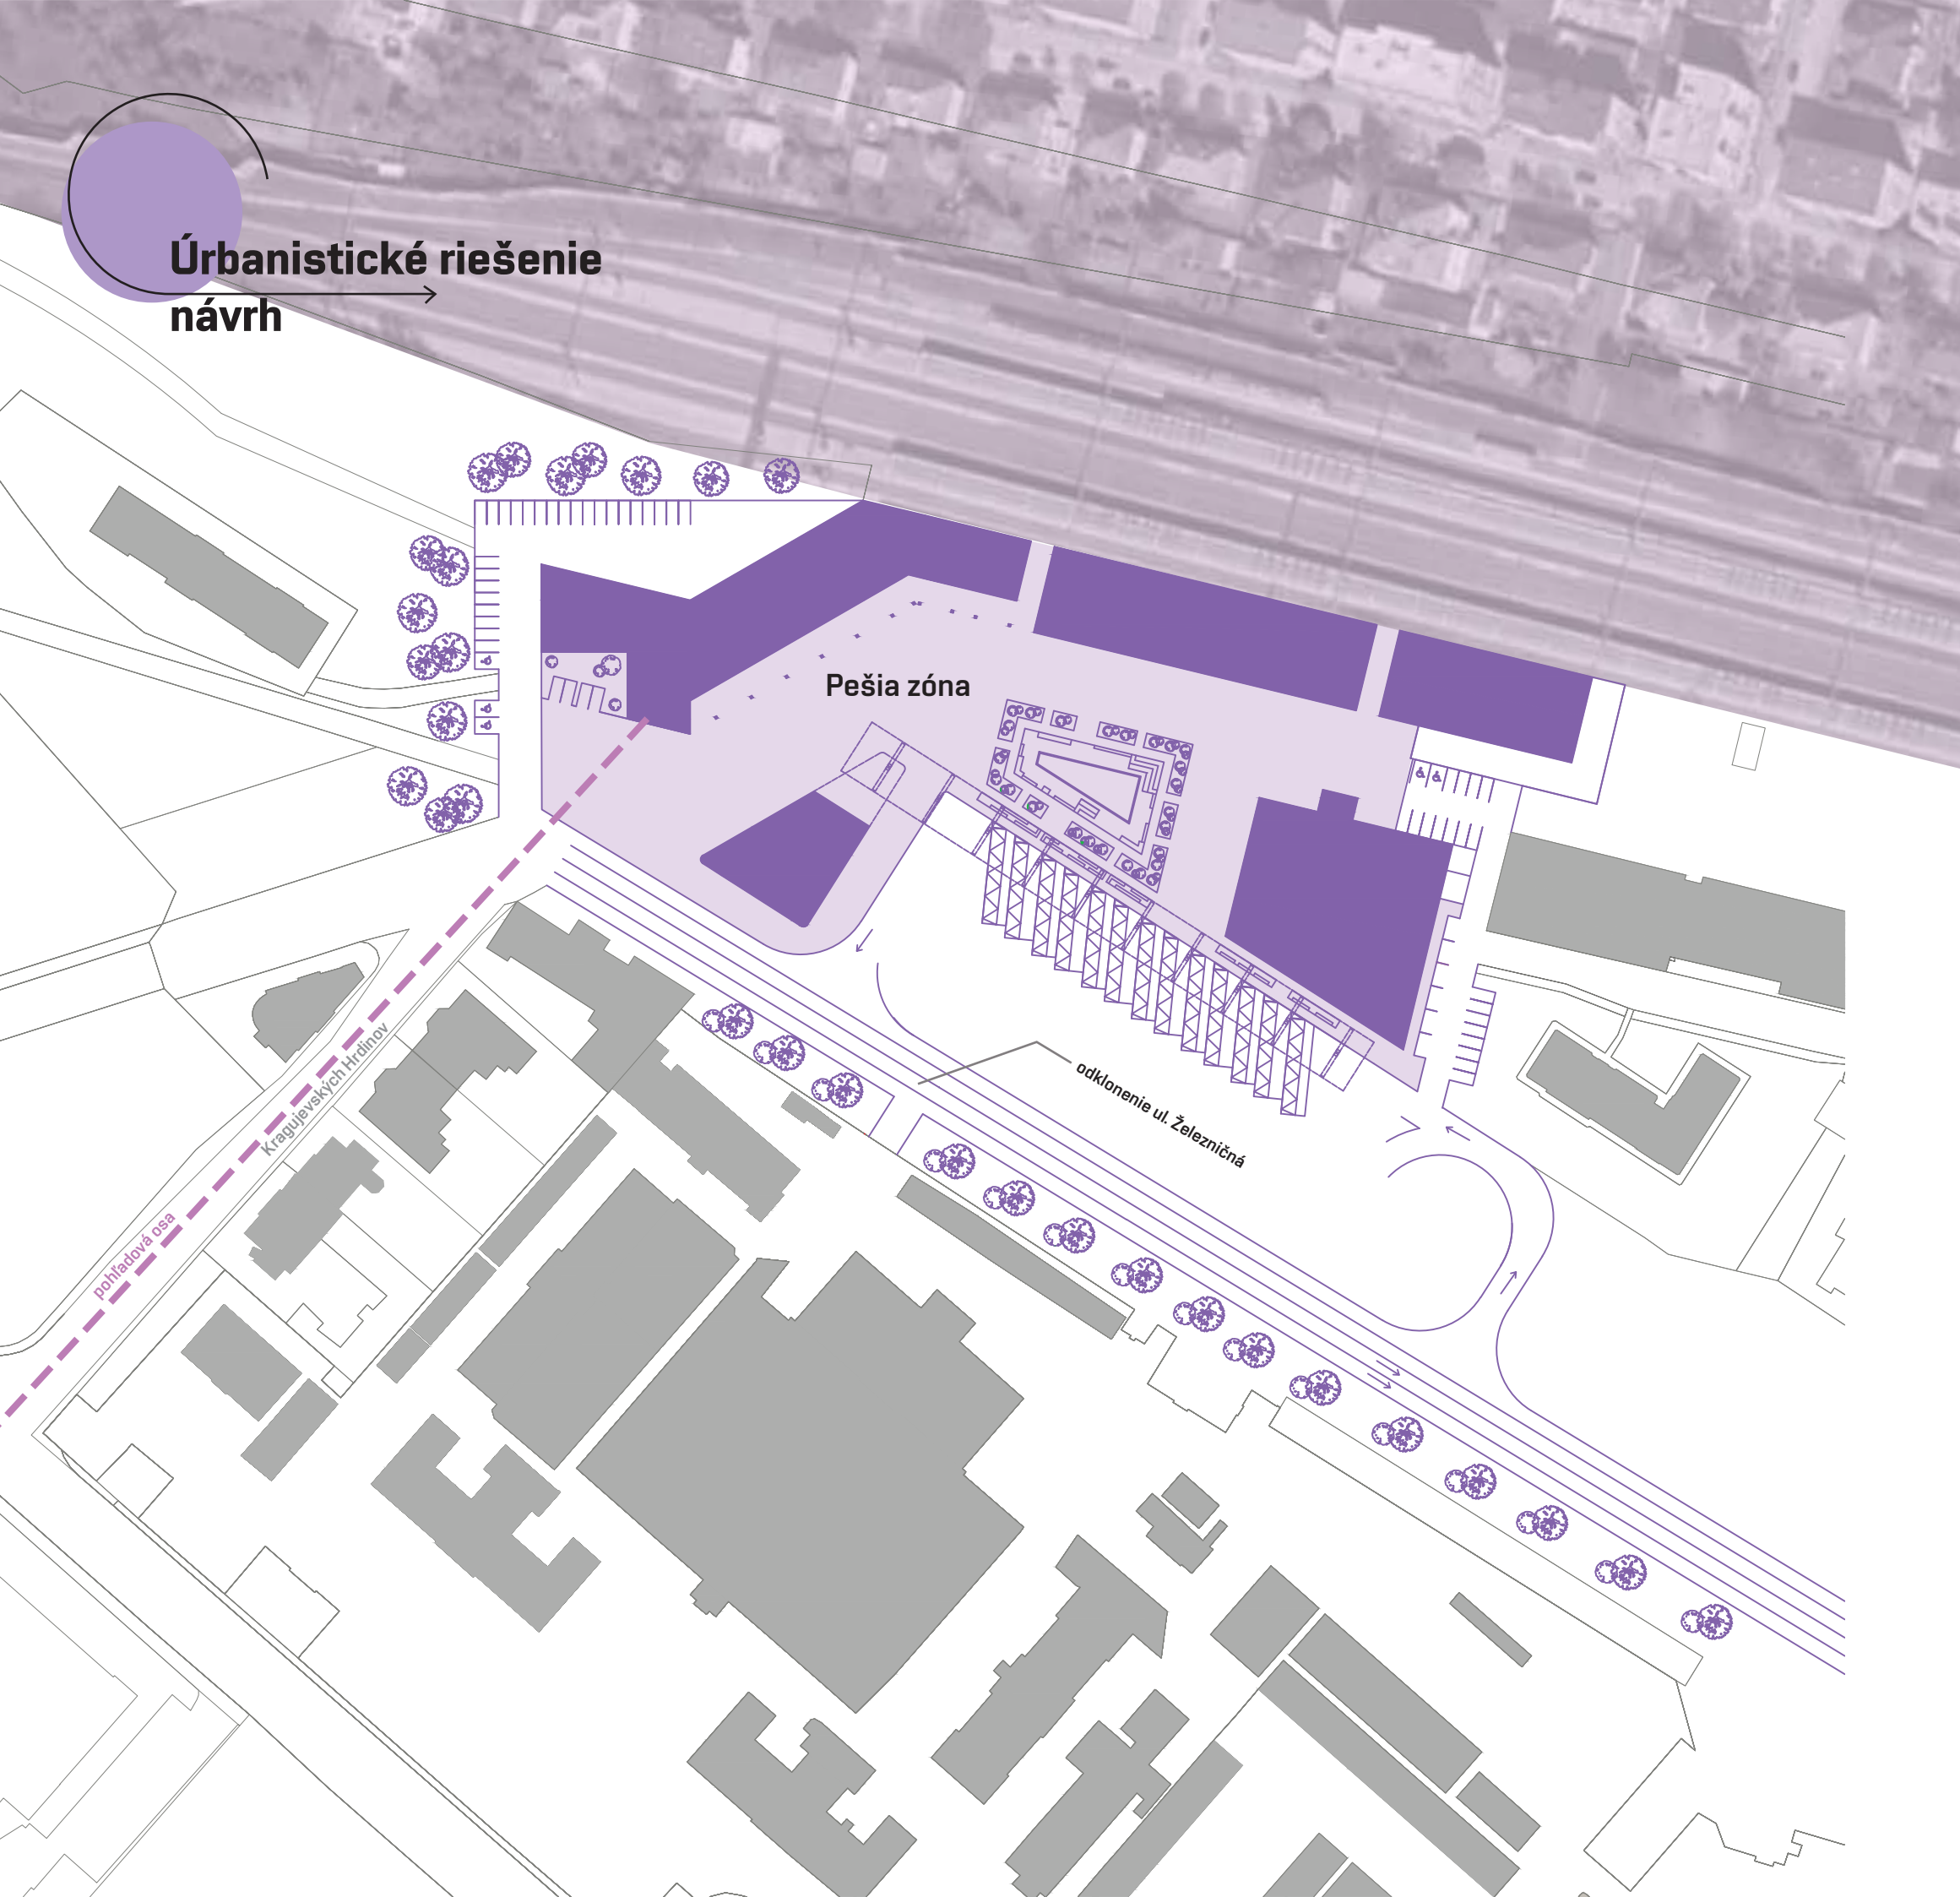 Úrbanistické riešenie
návrh
Pešia zóna
odklonenie ul. Železničná
Kragujevských Hrdinov
pohľadová osa